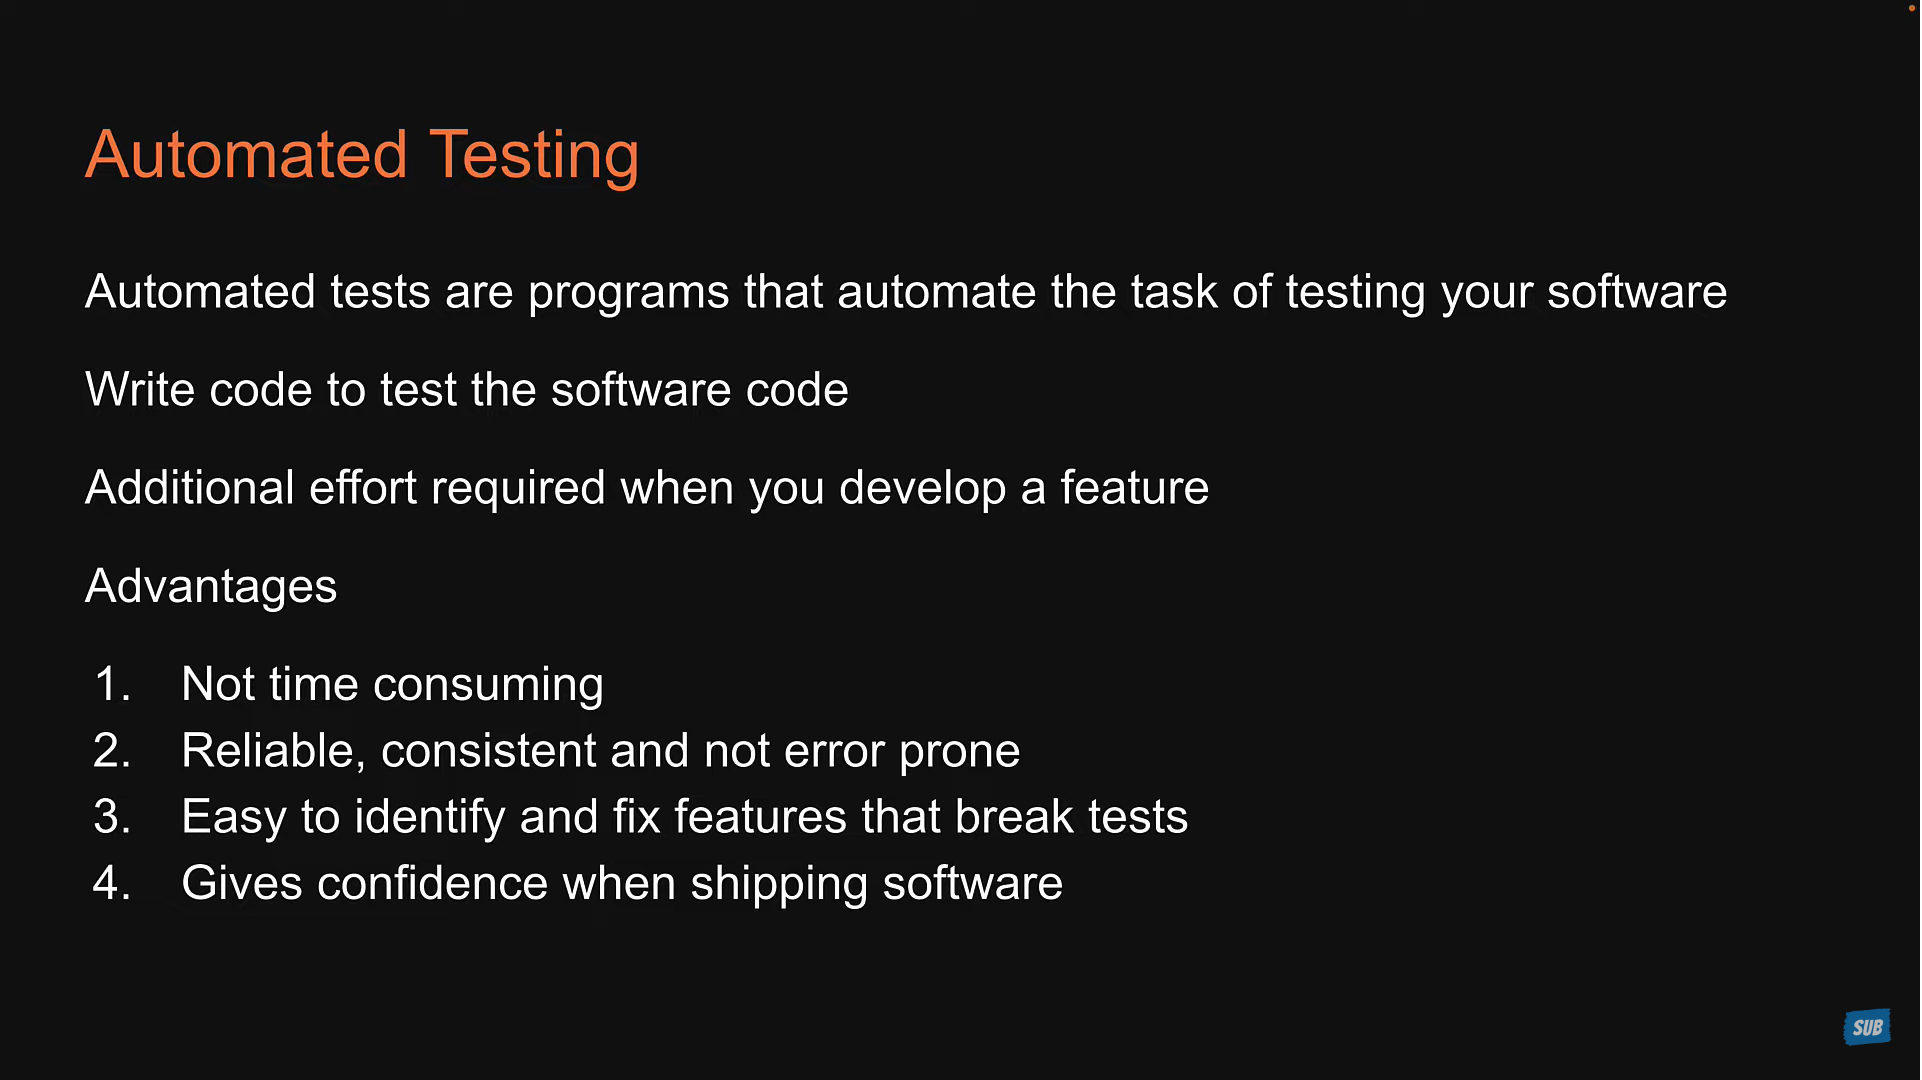 Automated Testing
Automated tests are programs that automate the task of testing your software
Write code to test the software code
Additional effort required when you develop a feature
Advantages
1. Not time consuming
2. Reliable, consistent and not error prone
3. Easy to identify and fix features that break tests
4. Gives confidence when shipping software
SUB